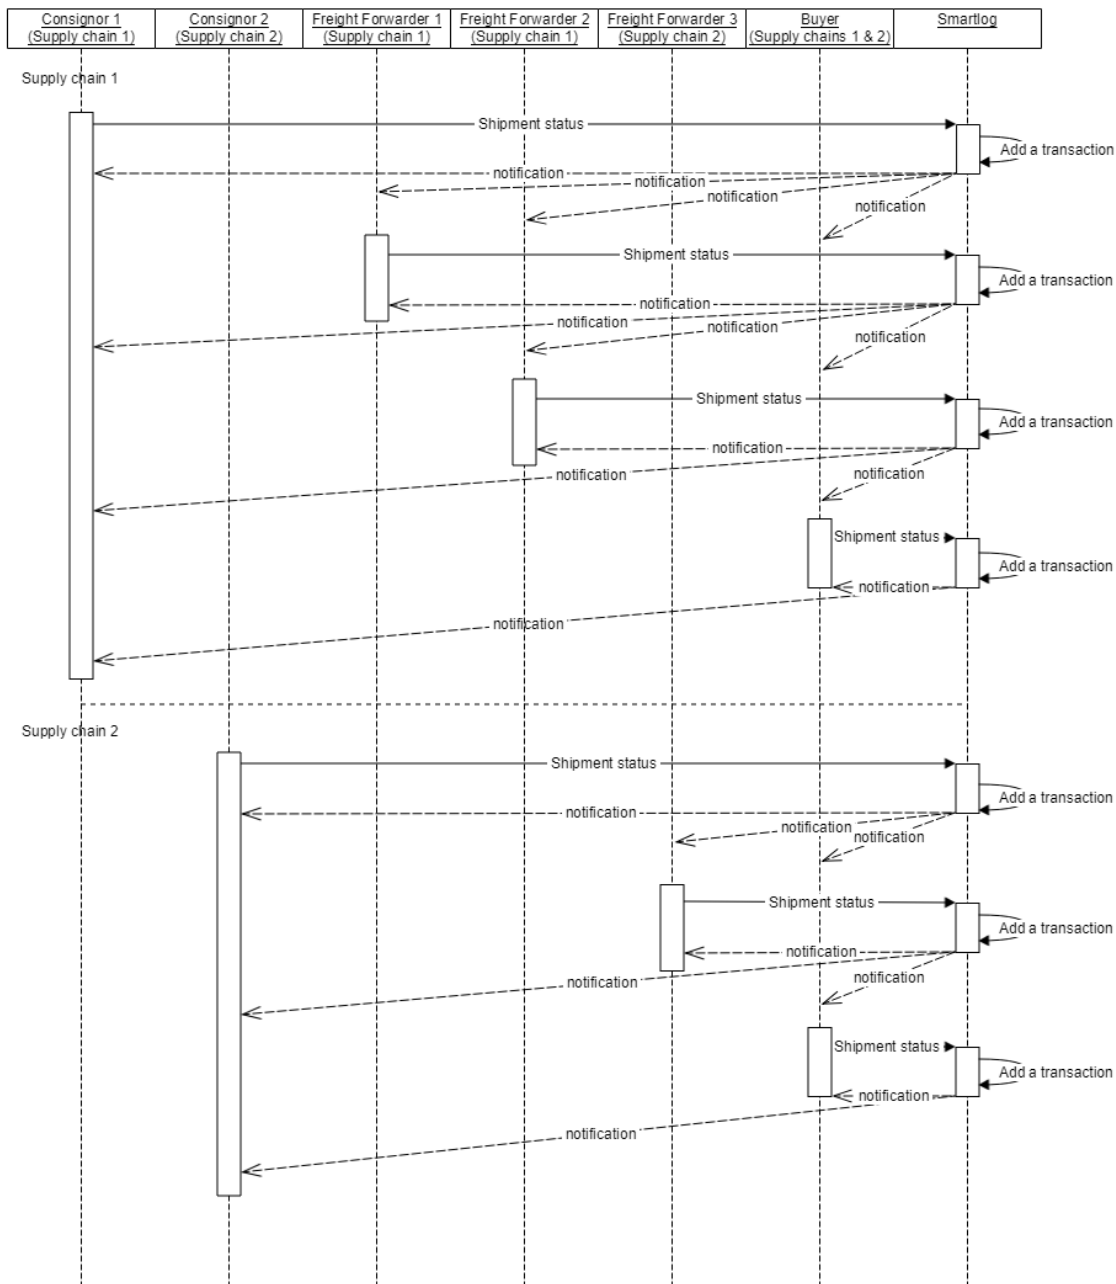 Consignor 1
(Supply chain 1)
Consignor 2
(Supply chain 2)
Freight Forwarder 1
(Supply chain 1)
Freight Forwarder 2
(Supply chain 1)
Freight Forwarder 3
(Supply chain 2)
Buyer
(Supply chains 1 & 2)
Smartlog
Supply chain 1
Shipment status
Add a transaction
notification
notification
notification
notification
Shipment status
Add a transaction
notification
notification
notification
notification
Shipment status
Add a transaction
notification
notification
notification
Shipment status
Add a transaction
notification
notification
Supply chain 2
Shipment status
Add a transaction
notification
notification
notification
Shipment status
Add a transaction
notification
notification
notification
Shipment status
Add a transaction
notification
notification